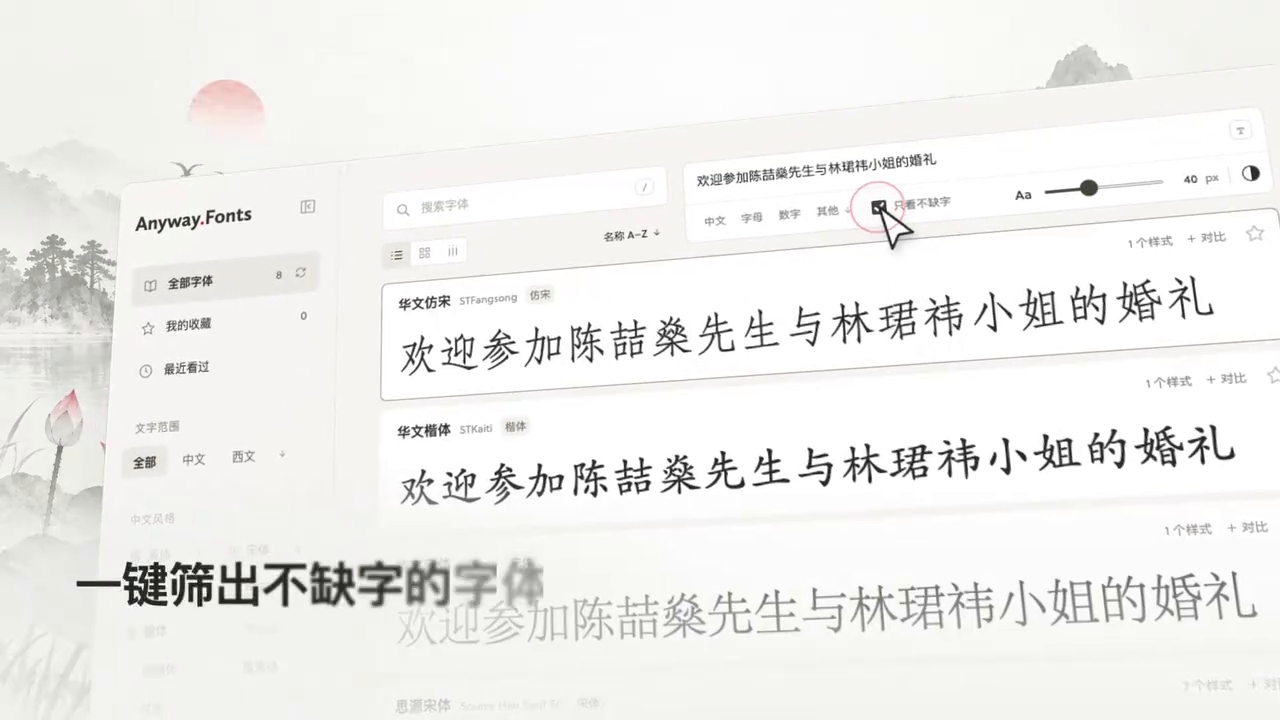 Anyway.Fonts
全部字体 8
我的收藏 0
最近看过
文字范围
全部 中文 西文
中文风格
宋体
搜索字体 /
名称 A–Z
欢迎参加陈喆燊先生与林珺祎小姐的婚礼
T
中文 字母 数字 其他 只看不缺字
Aa 40 px
华文仿宋 STFangsong 仿宋
1个样式 + 对比
欢迎参加陈喆燊先生与林珺祎小姐的婚礼
华文楷体 STKaiti 楷体
1个样式 + 对比
欢迎参加陈喆燊先生与林珺祎小姐的婚礼
1个样式 + 对比
欢迎参加陈喆燊先生与林珺祎小姐的婚礼
思源宋体 宋体
7个样式 + 对比
一键筛出不缺字的字体